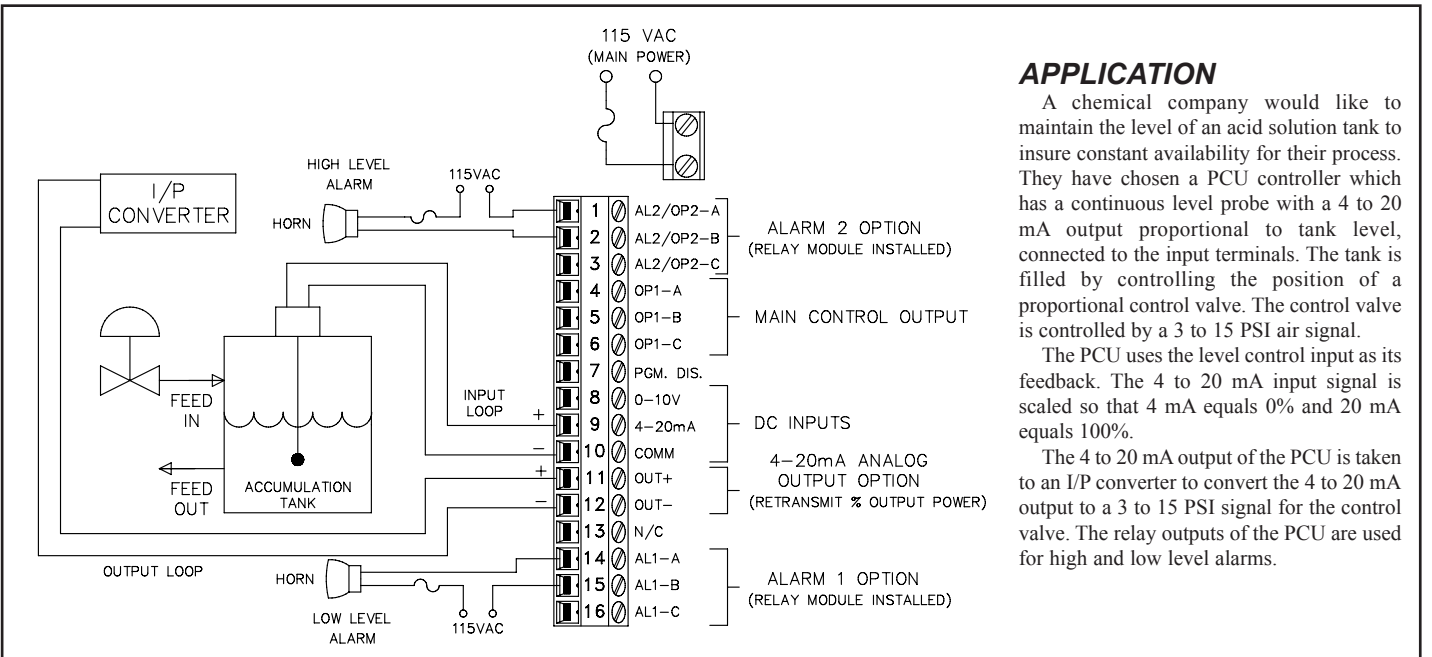 115 VAC
(MAIN POWER)
HIGH LEVEL
ALARM
115VAC
I/P
CONVERTER
HORN
1 AL2/OP2-A
2 AL2/OP2-B
3 AL2/OP2-C
ALARM 2 OPTION
(RELAY MODULE INSTALLED)
4 OP1-A
5 OP1-B
6 OP1-C
MAIN CONTROL OUTPUT
7 PGM. DIS.
8 0-10V
9 4-20mA
10 COMM
DC INPUTS
INPUT
LOOP
+
-
+
-
FEED
IN
FEED
OUT
ACCUMULATION
TANK
11 OUT+
12 OUT-
4-20mA ANALOG
OUTPUT OPTION
(RETRANSMIT % OUTPUT POWER)
13 N/C
14 AL1-A
15 AL1-B
16 AL1-C
ALARM 1 OPTION
(RELAY MODULE INSTALLED)
OUTPUT LOOP
HORN
LOW LEVEL
ALARM
115VAC
APPLICATION
A chemical company would like to
maintain the level of an acid solution tank to
insure constant availability for their process.
They have chosen a PCU controller which
has a continuous level probe with a 4 to 20
mA output proportional to tank level,
connected to the input terminals. The tank is
filled by controlling the position of a
proportional control valve. The control valve
is controlled by a 3 to 15 PSI air signal.
The PCU uses the level control input as its
feedback. The 4 to 20 mA input signal is
scaled so that 4 mA equals 0% and 20 mA
equals 100%.
The 4 to 20 mA output of the PCU is taken
to an I/P converter to convert the 4 to 20 mA
output to a 3 to 15 PSI signal for the control
valve. The relay outputs of the PCU are used
for high and low level alarms.